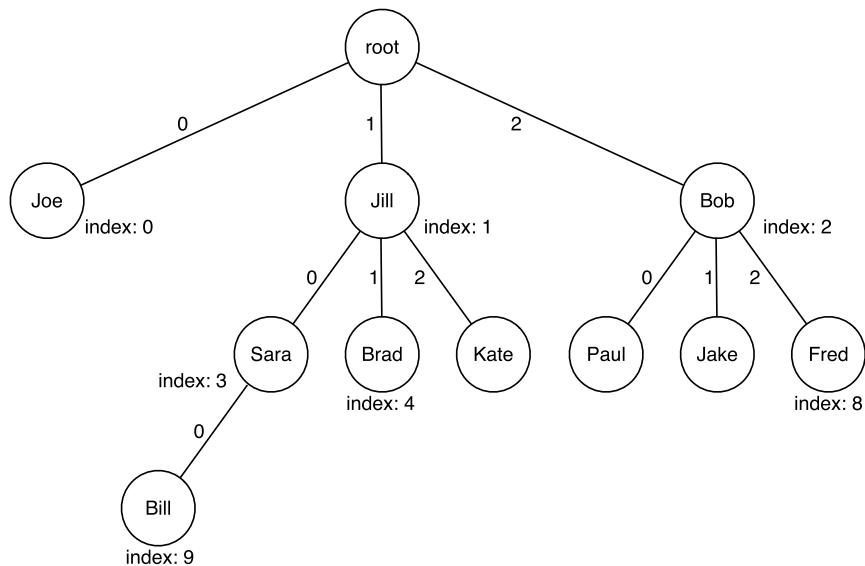 root
0
1
2
Joe
Jill
Bob
index: 0
index: 1
index: 2
0
1
2
0
1
2
Sara
Brad
Kate
Paul
Jake
Fred
index: 3
index: 4
index: 8
0
Bill
index: 9